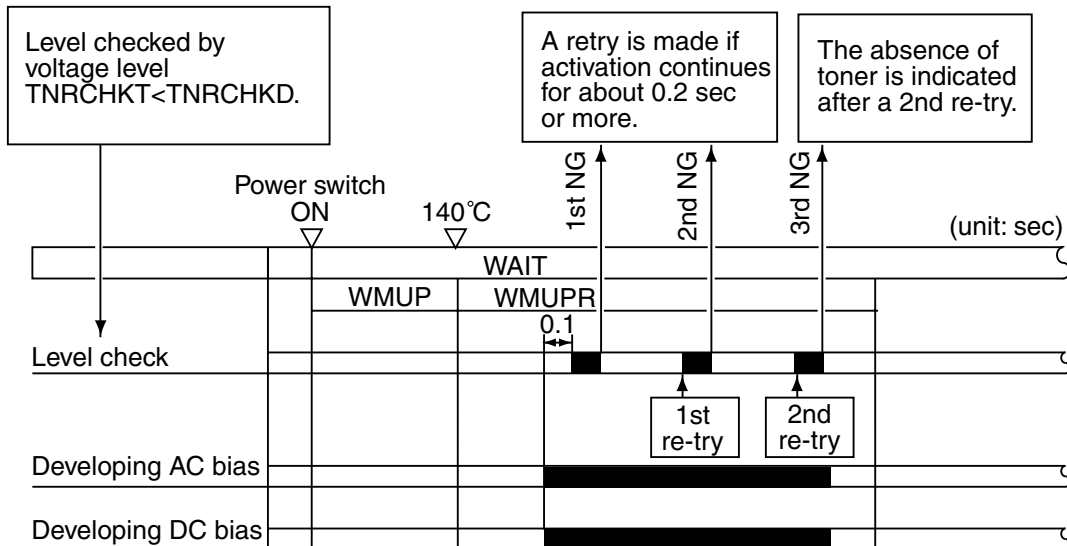 Level checked by
voltage level
TNRCHKT<TNRCHKD.
A retry is made if
activation continues
for about 0.2 sec
or more.
The absence of
toner is indicated
after a 2nd re-try.
Power switch
ON
140°C
1st NG
2nd NG
3rd NG
(unit: sec)
WAIT
WMUP
WMUPR
0.1
Level check
1st
re-try
2nd
re-try
Developing AC bias
Developing DC bias